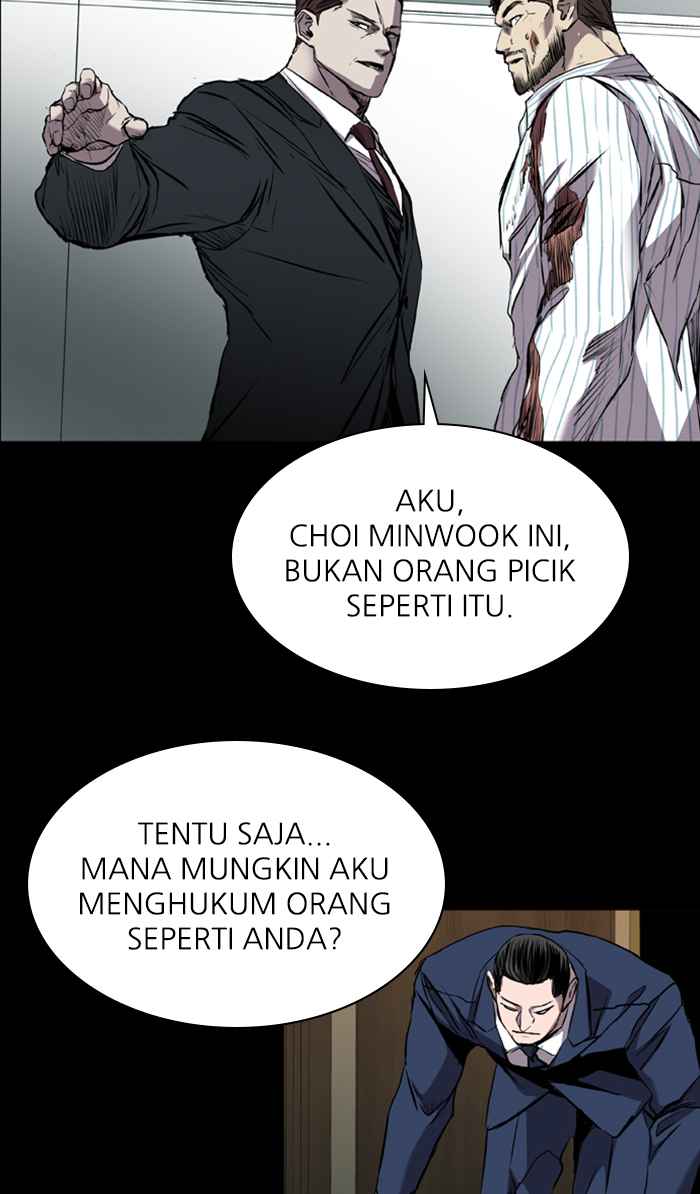 AKU,
CHOI MINWOOK INI,
BUKAN ORANG PICIK
SEPERTI ITU.
TENTU SAJA...
MANA MUNGKIN AKU
MENGHUKUM ORANG
SEPERTI ANDA?